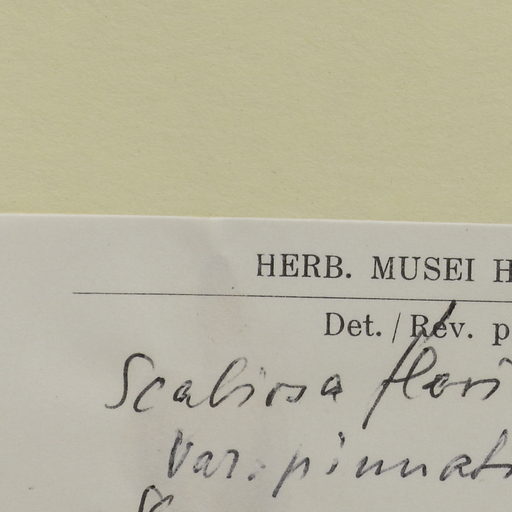 HERB. MUSEI H
Det. / Rev. p
Scabiosa flori
var. pinnat